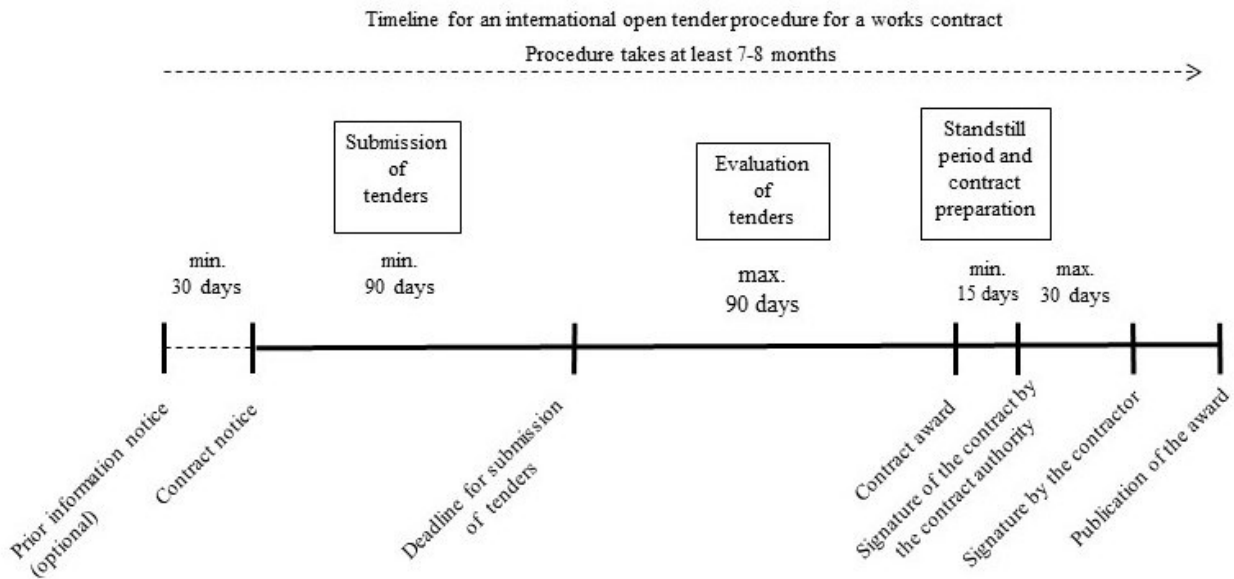 Timeline for an international open tender procedure for a works contract
Procedure takes at least 7-8 months
Submission
of
tenders
Evaluation
of
tenders
Standstill
period and
contract
preparation
min.
30 days
min.
90 days
max.
90 days
min.
15 days
max.
30 days
Prior information notice
(optional)
Contract notice
Deadline for submission
of tenders
Contract award
Signature of the contract by
the contract authority
Signature by the contractor
Publication of the award